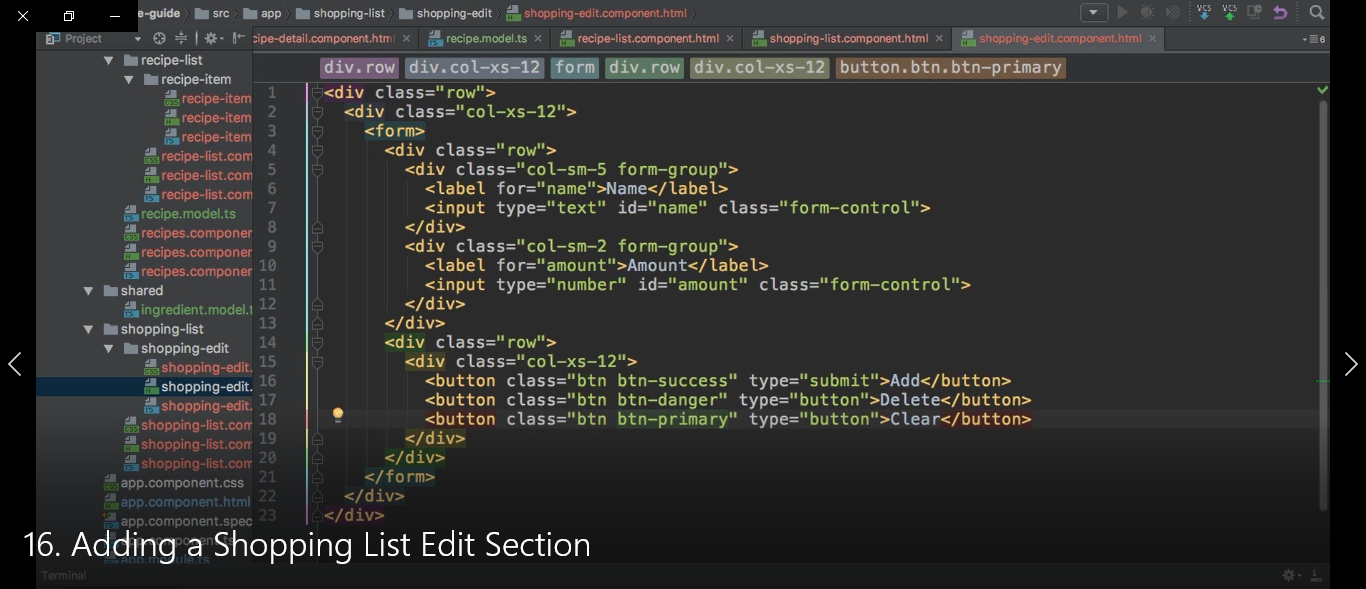 e-guide src app shopping-list shopping-edit shopping-edit.component.html VCS VCS
Project
cipe-detail.component.htm recipe.model.ts recipe-list.component.html shopping-list.component.html shopping-edit.component.html 6
div.row div.col-xs-12 form div.row div.col-xs-12 button.btn.btn-primary
recipe-list
recipe-item
recipe-item
recipe-item
recipe-item
recipe-list.com
recipe-list.com
recipe-list.com
recipe.model.ts
recipes.componer
recipes.componer
recipes.componer
shared
ingredient.model.t
shopping-list
shopping-edit
shopping-edit.
shopping-edit.
shopping-edit.
shopping-list.com
shopping-list.com
shopping-list.com
app.component.css
app.component.html
app.component.spec
app.component.ts
app.module.ts
1 <div class="row">
2 <div class="col-xs-12">
3 <form>
4 <div class="row">
5 <div class="col-sm-5 form-group">
6 <label for="name">Name</label>
7 <input type="text" id="name" class="form-control">
8 </div>
9 <div class="col-sm-2 form-group">
10 <label for="amount">Amount</label>
11 <input type="number" id="amount" class="form-control">
12 </div>
13 </div>
14 <div class="row">
15 <div class="col-xs-12">
16 <button class="btn btn-success" type="submit">Add</button>
17 <button class="btn btn-danger" type="button">Delete</button>
18 <button class="btn btn-primary" type="button">Clear</button>
19 </div>
20 </div>
21 </form>
22 </div>
23 </div>
16. Adding a Shopping List Edit Section
Terminal